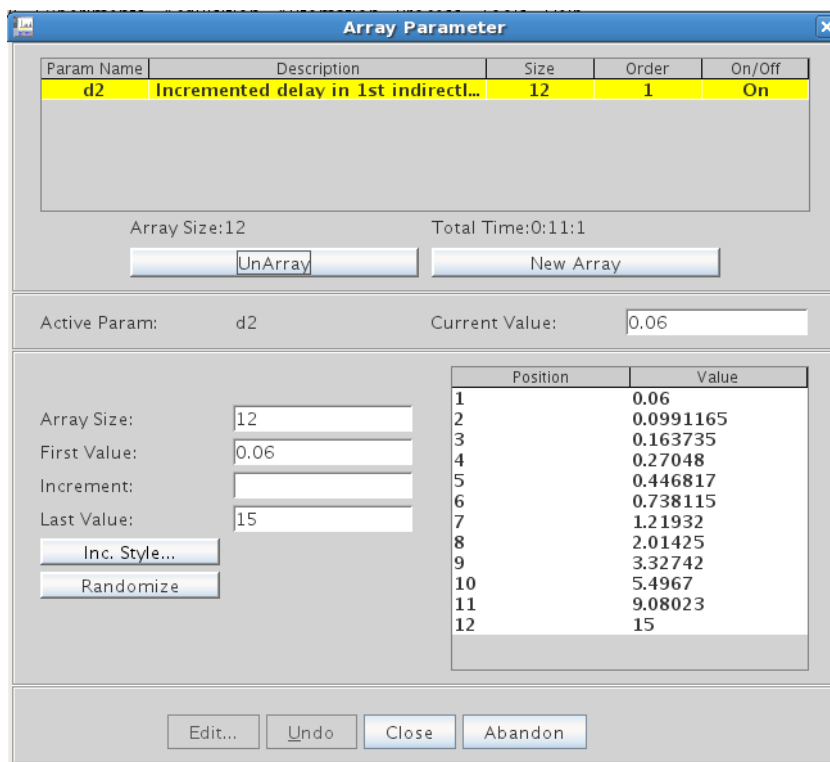 Array Parameter
Param Name Description Size Order On/Off
d2 Incremented delay in 1st indirectl... 12 1 On
Array Size:12 Total Time:0:11:1
UnArray New Array
Active Param: d2 Current Value: 0.06
Position Value
1 0.06
Array Size: 12
2 0.0991165
3 0.163735
First Value: 0.06
4 0.27048
Increment:
5 0.446817
6 0.738115
Last Value: 15
7 1.21932
Inc. Style...
8 2.01425
9 3.32742
Randomize
10 5.4967
11 9.08023
12 15
Edit... Undo Close Abandon